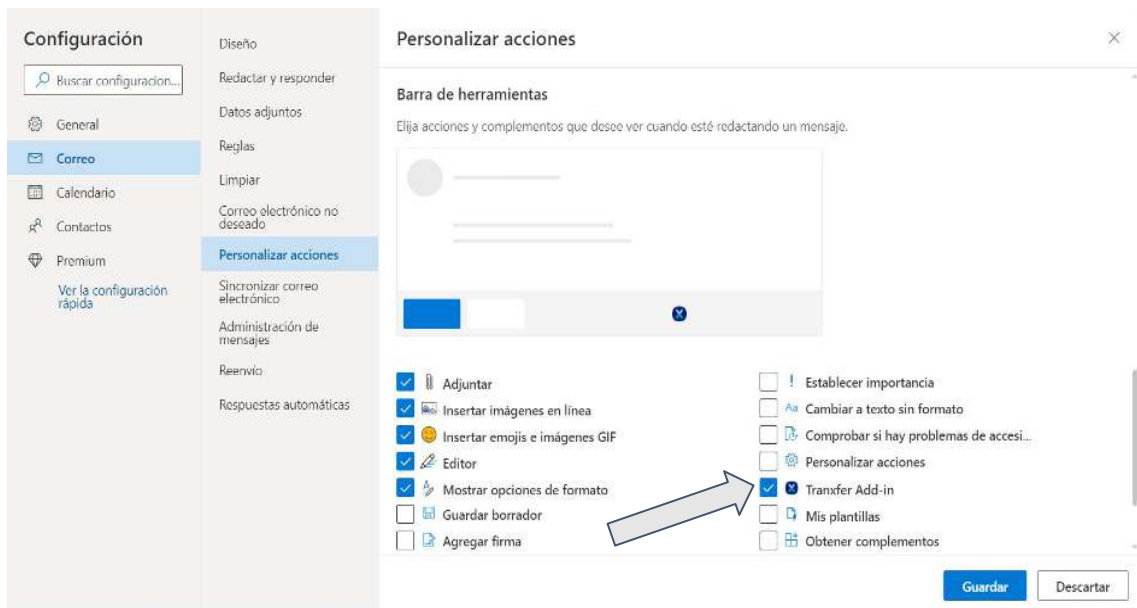 Configuración
Buscar configuracion...
General
Correo
Calendario
Contactos
Premium
Ver la configuración
rápida
Diseño
Redactar y responder
Datos adjuntos
Reglas
Limpiar
Correo electrónico no
deseado
Personalizar acciones
Sincronizar correo
electrónico
Administración de
mensajes
Reenvío
Respuestas automáticas
Personalizar acciones
Barra de herramientas
Elija acciones y complementos que desee ver cuando esté redactando un mensaje.
Adjuntar
Insertar imágenes en línea
Insertar emojis e imágenes GIF
Editor
Mostrar opciones de formato
Guardar borrador
Agregar firma
! Establecer importancia
Aa Cambiar a texto sin formato
Comprobar si hay problemas de accesi...
Personalizar acciones
Tranxfer Add-in
Mis plantillas
Obtener complementos
Guardar
Descartar